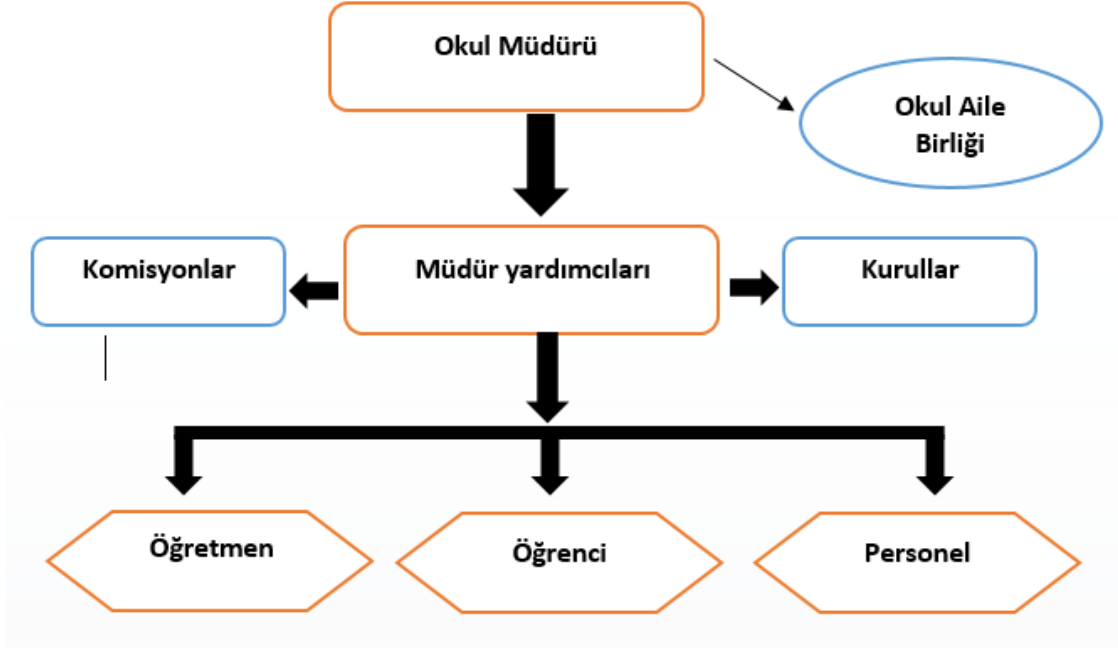 Okul Müdürü
Okul Aile
Birliği
Komisyonlar
Müdür yardımcıları
Kurullar
Öğretmen
Öğrenci
Personel